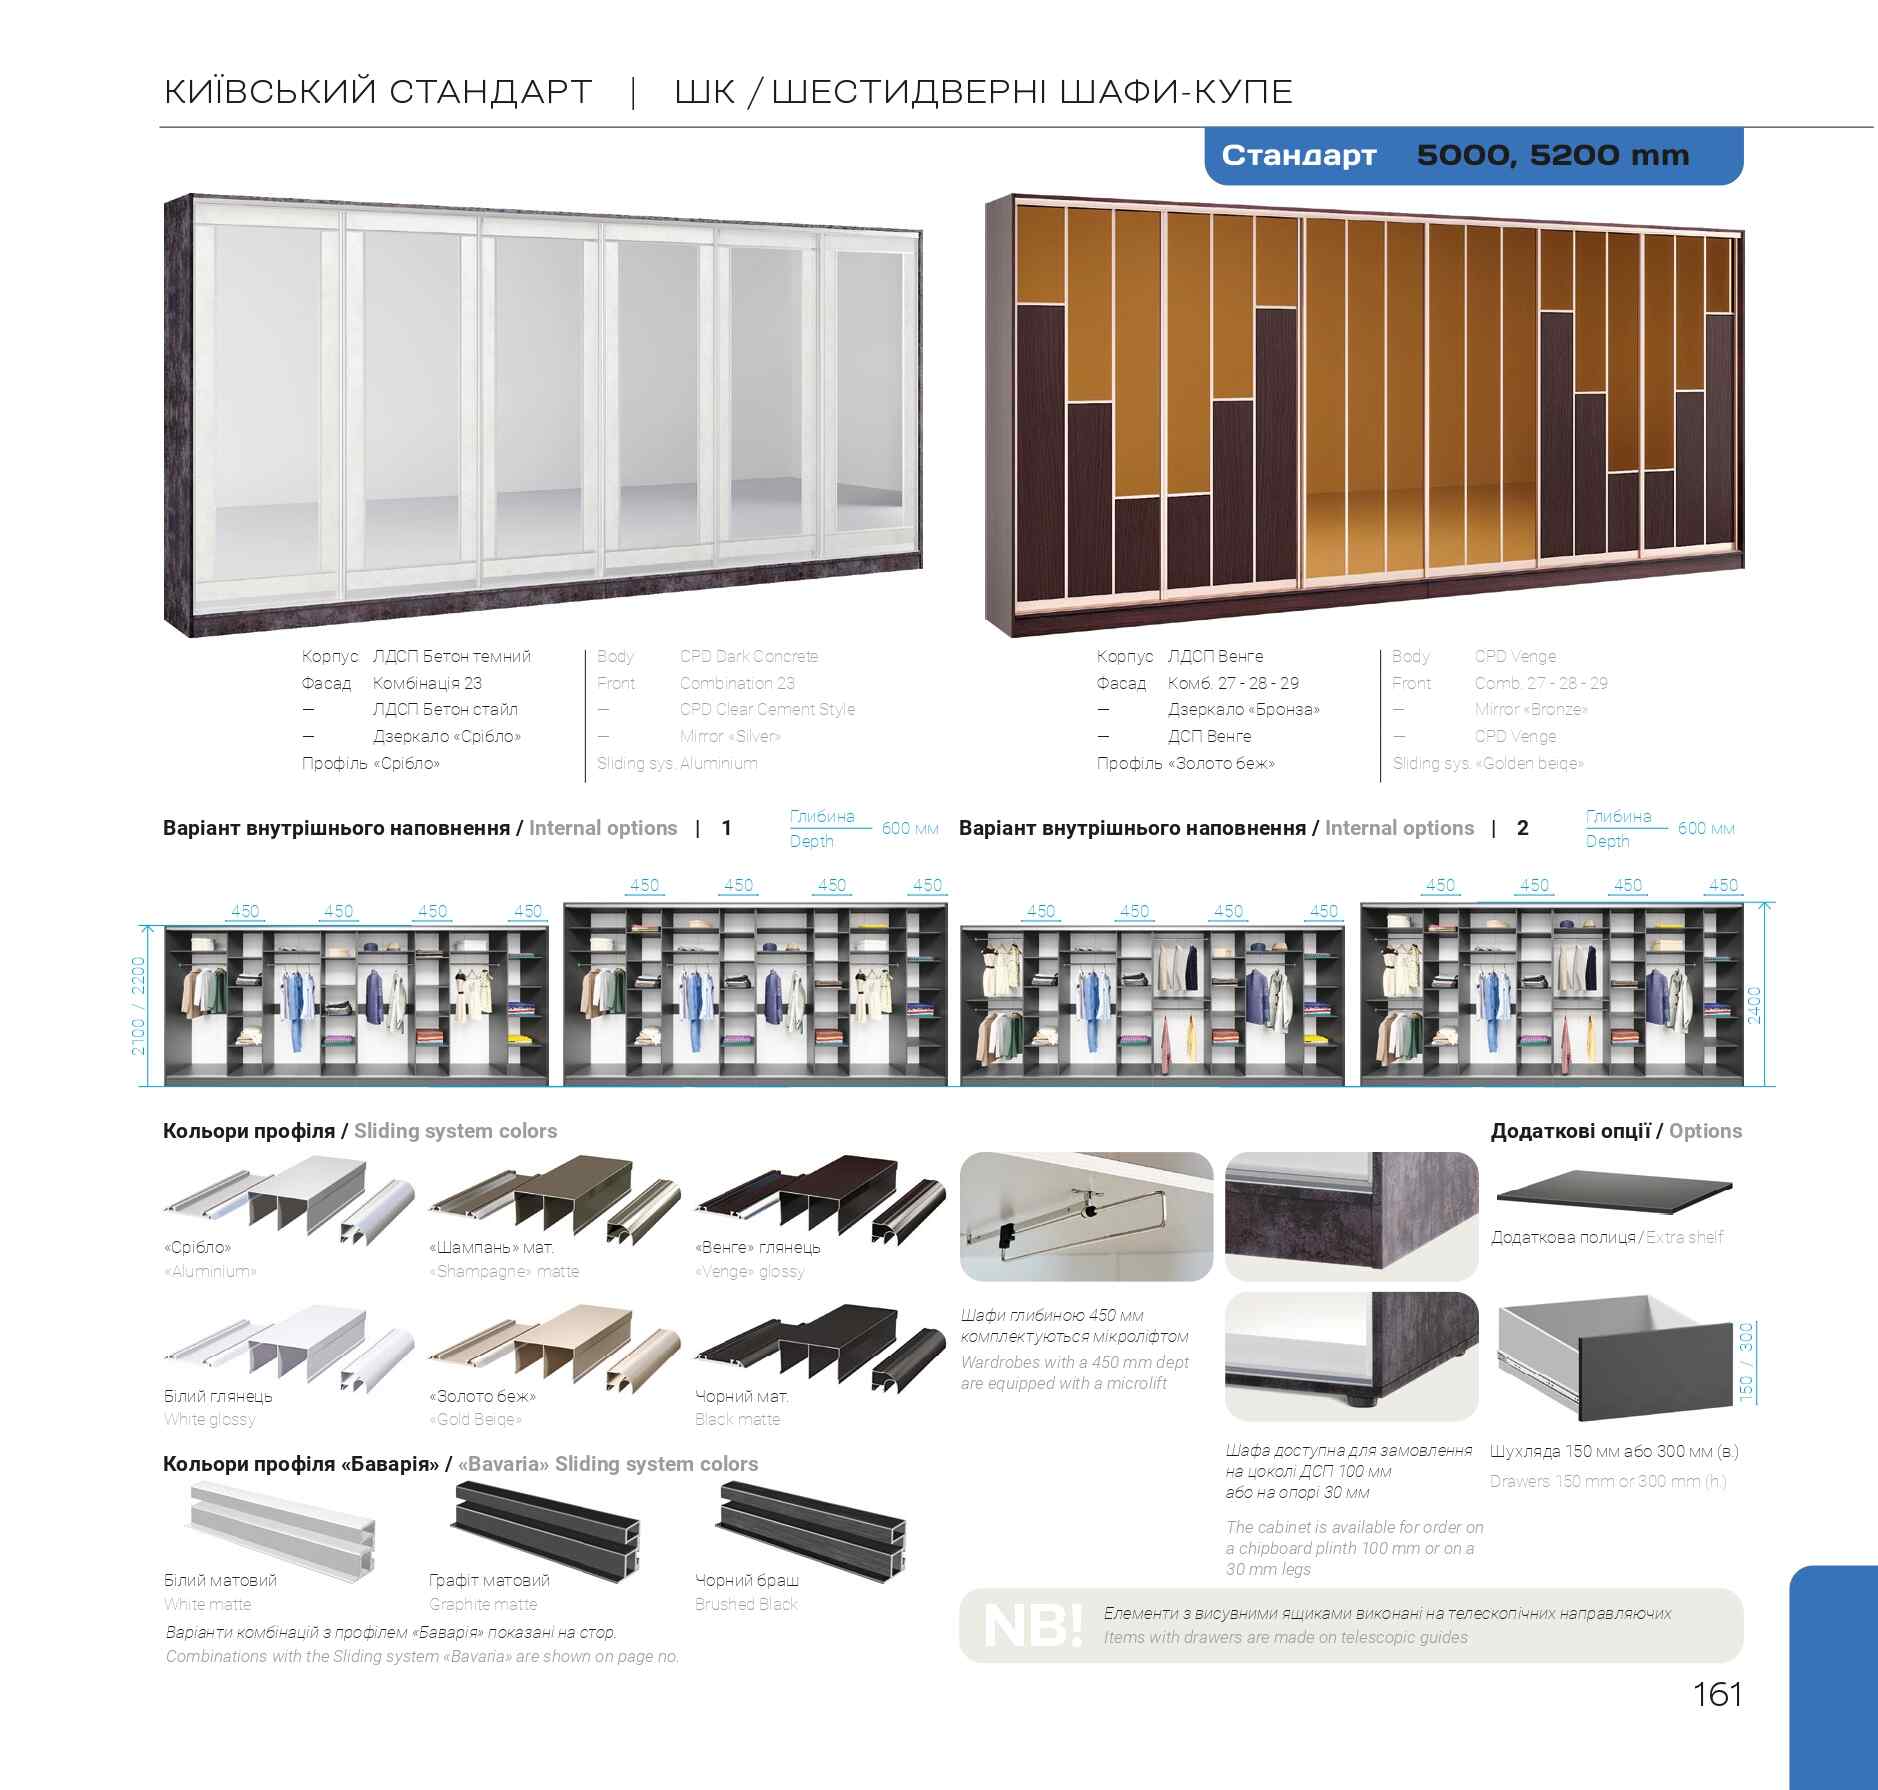 КИЇВСЬКИЙ СТАНДАРТ | ШК / ШЕСТИДВЕРНІ ШАФИ-КУПЕ
Стандарт 5000, 5200 mm
Корпус ЛДСП Бетон темний
Фасад Комбінація 23
— ЛДСП Бетон стайл
— Дзеркало «Срібло»
Профіль «Срібло»
Body CPD Dark Concrete
Front Combination 23
— CPD Clear Cement Style
— Mirror «Silver»
Sliding sys. Aluminium
Корпус ЛДСП Венге
Фасад Комб. 27 - 28 - 29
— Дзеркало «Бронза»
— ДСП Венге
Профіль «Золото беж»
Body CPD Venge
Front Comb. 27 - 28 - 29
— Mirror «Bronze»
— CPD Venge
Sliding sys. «Golden beige»
Варіант внутрішнього наповнення / Internal options | 1
Глибина
Depth
600 мм
Варіант внутрішнього наповнення / Internal options | 2
Глибина
Depth
600 мм
450 450 450 450
450 450 450 450
450 450 450 450
450 450 450 450
2100 / 2200
2400
Кольори профіля / Sliding system colors
«Срібло»
«Aluminium»
«Шампань» мат.
«Shampagne» matte
«Венге» глянець
«Venge» glossy
Білий глянець
White glossy
«Золото беж»
«Gold Beige»
Чорний мат.
Black matte
Кольори профіля «Баварія» / «Bavaria» Sliding system colors
Білий матовий
White matte
Графіт матовий
Graphite matte
Чорний браш
Brushed Black
Варіанти комбінацій з профілем «Баварія» показані на стор.
Combinations with the Sliding system «Bavaria» are shown on page no.
Шафи глибиною 450 мм
комплектуються мікроліфтом
Wardrobes with a 450 mm dept
are equipped with a microlift
Шафа доступна для замовлення
на цоколі ДСП 100 мм
або на опорі 30 мм
The cabinet is available for order on
a chipboard plinth 100 mm or on a
30 mm legs
Додаткові опції / Options
Додаткова полиця / Extra shelf
150 / 300
Шухляда 150 мм або 300 мм (в.)
Drawers 150 mm or 300 mm (h.)
NB!
Елементи з висувними ящиками виконані на телескопічних направляючих
Items with drawers are made on telescopic guides
161